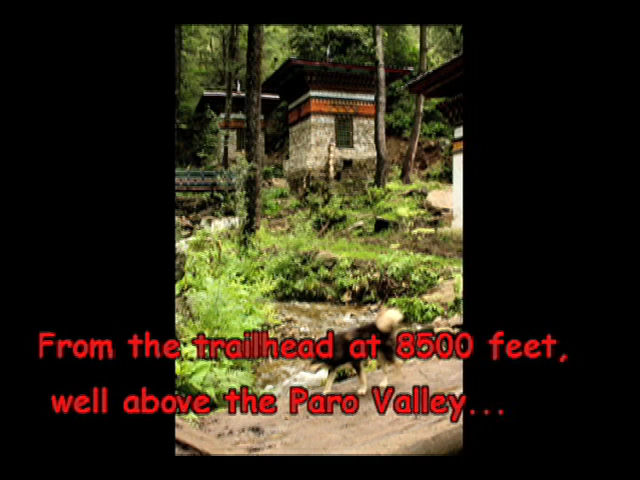 From the trailhead at 8500 feet,
well above the Paro Valley...